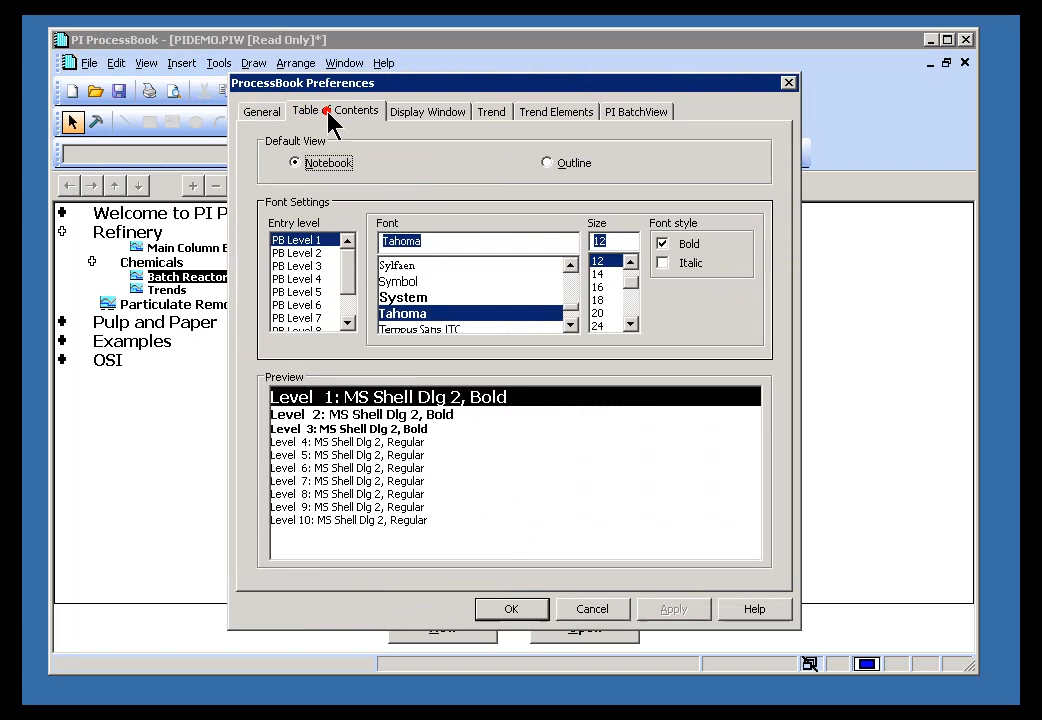 PI ProcessBook - [PIDEMO.PIW [Read Only]*]
File Edit View Insert Tools Draw Arrange Window Help
ProcessBook Preferences
General Table of Contents Display Window Trend Trend Elements PI BatchView
Default View
Notebook Outline
Font Settings
Entry level Font Size Font style
PB Level 1
PB Level 2
PB Level 3
PB Level 4
PB Level 5
PB Level 6
PB Level 7
PB Level 8
Tahoma
Sylfaen
Symbol
System
Tahoma
Tempus Sans ITC
12
12
14
16
18
20
24
Bold
Italic
Preview
Level 1: MS Shell Dlg 2, Bold
Level 2: MS Shell Dlg 2, Bold
Level 3: MS Shell Dlg 2, Bold
Level 4: MS Shell Dlg 2, Regular
Level 5: MS Shell Dlg 2, Regular
Level 6: MS Shell Dlg 2, Regular
Level 7: MS Shell Dlg 2, Regular
Level 8: MS Shell Dlg 2, Regular
Level 9: MS Shell Dlg 2, Regular
Level 10: MS Shell Dlg 2, Regular
OK Cancel Apply Help
Welcome to PI P
Refinery
Main Column
Chemicals
Batch Reactor
Trends
Particulate Rem
Pulp and Paper
Examples
OSI